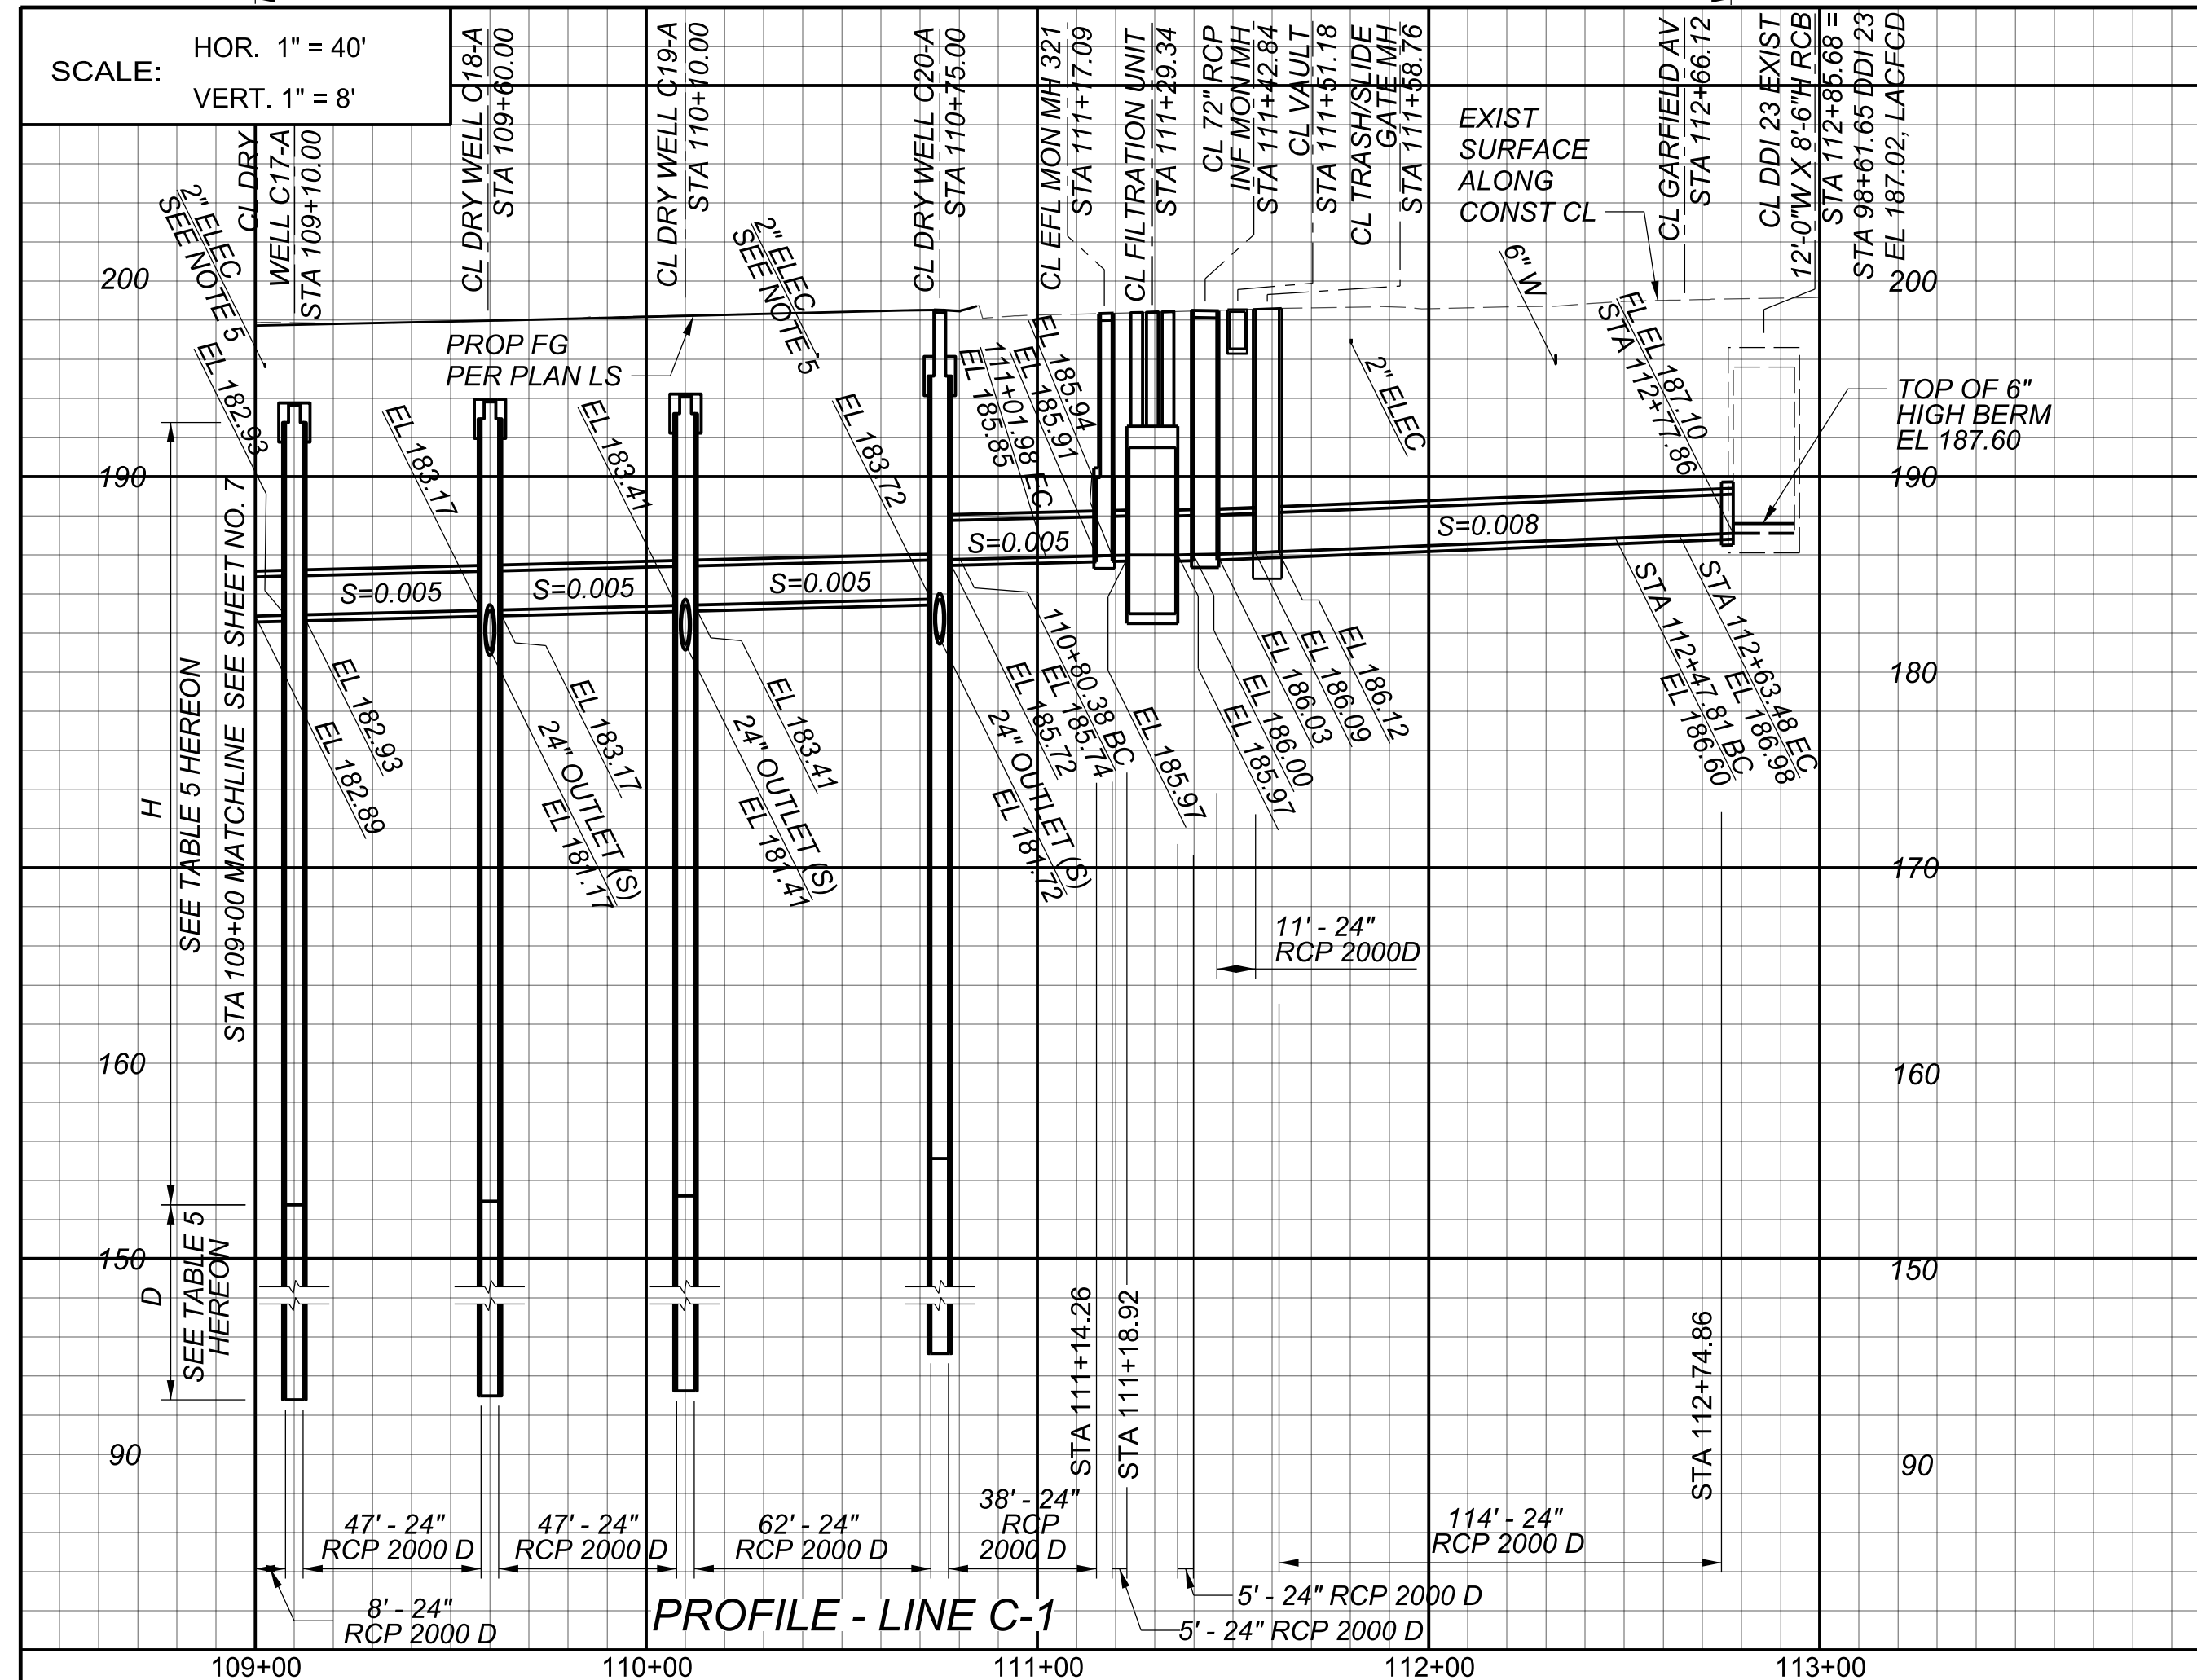 SCALE:
HOR. 1" = 40'
VERT. 1" = 8'
CL DRY
WELL C17-A
STA 109+10.00
CL DRY WELL C18-A
STA 109+60.00
CL DRY WELL C19-A
STA 110+10.00
CL DRY WELL C20-A
STA 110+75.00
CL EFL MON MH 321
STA 111+17.09
CL FILTRATION UNIT
STA 111+29.34
CL 72" RCP
INF MON MH
STA 111+42.84
CL VAULT
STA 111+51.18
CL TRASH/SLIDE
GATE MH
STA 111+58.76
EXIST
SURFACE
ALONG
CONST CL
CL GARFIELD AV
STA 112+66.12
CL DDI 23 EXIST
12'-0"W X 8'-6"H RCB
STA 112+85.68 =
STA 98+61.65 DDI 23
EL 187.02, LACFCD
200
200
2" ELEC
SEE NOTE 5
2" ELEC
SEE NOTE 5
6" W
PROP FG
PER PLAN LS
EL 182.93
EL 183.17
EL 183.41
EL 183.72
111+01.98 EC
EL 185.85
EL 185.91
EL 185.94
2" ELEC
FL EL 187.10
STA 112+77.86
TOP OF 6"
HIGH BERM
EL 187.60
190
190
S=0.005
S=0.005
S=0.005
S=0.005
S=0.008
180
H
SEE TABLE 5 HEREON
STA 109+00 MATCHLINE SEE SHEET NO. 7
EL 182.93
EL 182.89
EL 183.17
24" OUTLET (S)
EL 181.17
EL 183.41
24" OUTLET (S)
EL 181.41
110+80.38 BC
EL 185.74
EL 185.72
24" OUTLET (S)
EL 181.72
EL 185.97
EL 185.97
EL 186.00
EL 186.03
EL 186.09
EL 186.12
STA 112+47.81 BC
EL 186.60
STA 112+63.48 EC
EL 186.98
170
11' - 24"
RCP 2000D
160
160
150
150
D
SEE TABLE 5
HEREON
STA 111+14.26
STA 111+18.92
STA 112+74.86
90
90
47' - 24"
RCP 2000 D
47' - 24"
RCP 2000 D
62' - 24"
RCP 2000 D
38' - 24"
RCP
2000 D
114' - 24"
RCP 2000 D
8' - 24"
RCP 2000 D
5' - 24" RCP 2000 D
5' - 24" RCP 2000 D
PROFILE - LINE C-1
109+00
110+00
111+00
112+00
113+00